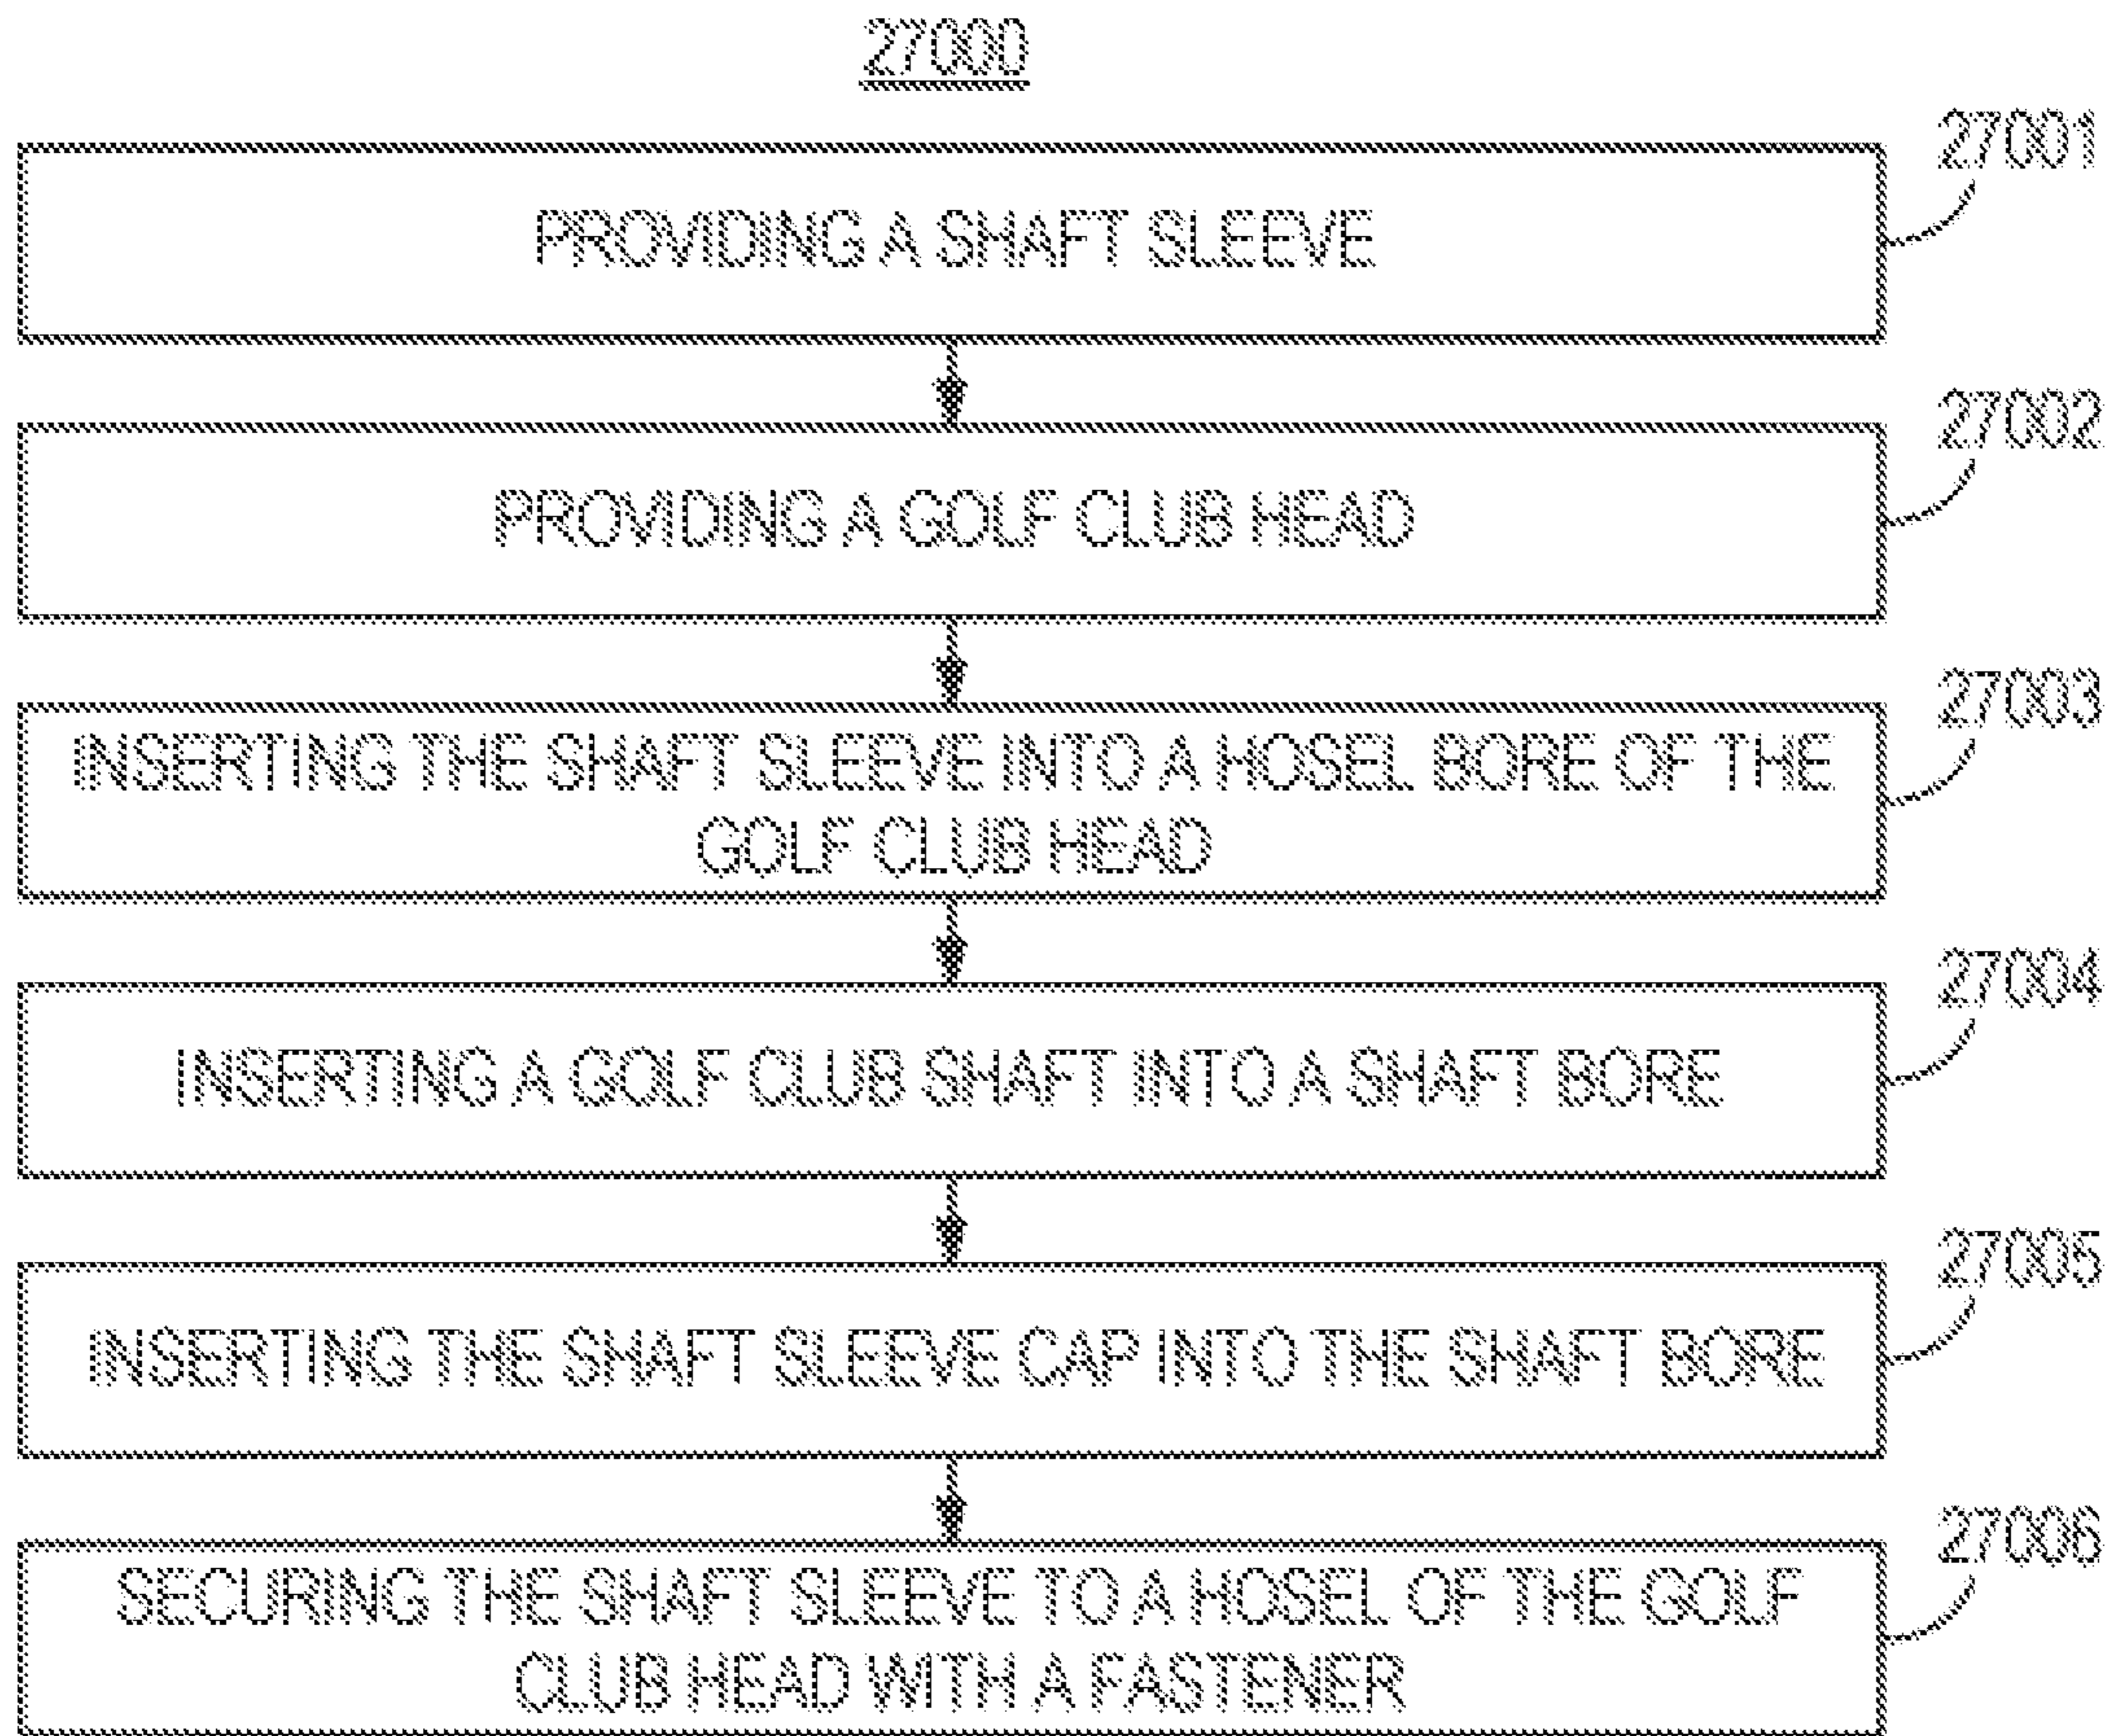 27000
27001
PROVIDING A SHAFT SLEEVE
27002
PROVIDING A GOLF CLUB HEAD
27003
INSERTING THE SHAFT SLEEVE INTO A HOSEL BORE OF THE
GOLF CLUB HEAD
27004
INSERTING A GOLF CLUB SHAFT INTO A SHAFT BORE
27005
INSERTING THE SHAFT SLEEVE CAP INTO THE SHAFT BORE
27006
SECURING THE SHAFT SLEEVE TO A HOSEL OF THE GOLF
CLUB HEAD WITH A FASTENER